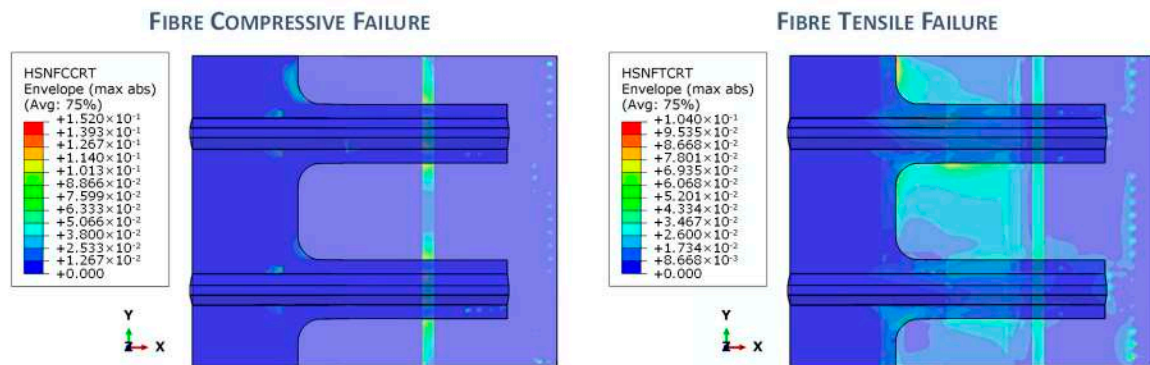 FIBRE COMPRESSIVE FAILURE
HSNFCCRT
Envelope (max abs)
(Avg: 75%)
+1.520×10⁻¹
+1.393×10⁻¹
+1.267×10⁻¹
+1.140×10⁻¹
+1.013×10⁻¹
+8.866×10⁻²
+7.599×10⁻²
+6.333×10⁻²
+5.066×10⁻²
+3.800×10⁻²
+2.533×10⁻²
+1.267×10⁻²
+0.000
Y
Z X
FIBRE TENSILE FAILURE
HSNFTCRT
Envelope (max abs)
(Avg: 75%)
+1.040×10⁻¹
+9.535×10⁻²
+8.668×10⁻²
+7.801×10⁻²
+6.935×10⁻²
+6.068×10⁻²
+5.201×10⁻²
+4.334×10⁻²
+3.467×10⁻²
+2.600×10⁻²
+1.734×10⁻²
+8.668×10⁻³
+0.000
Y
Z X